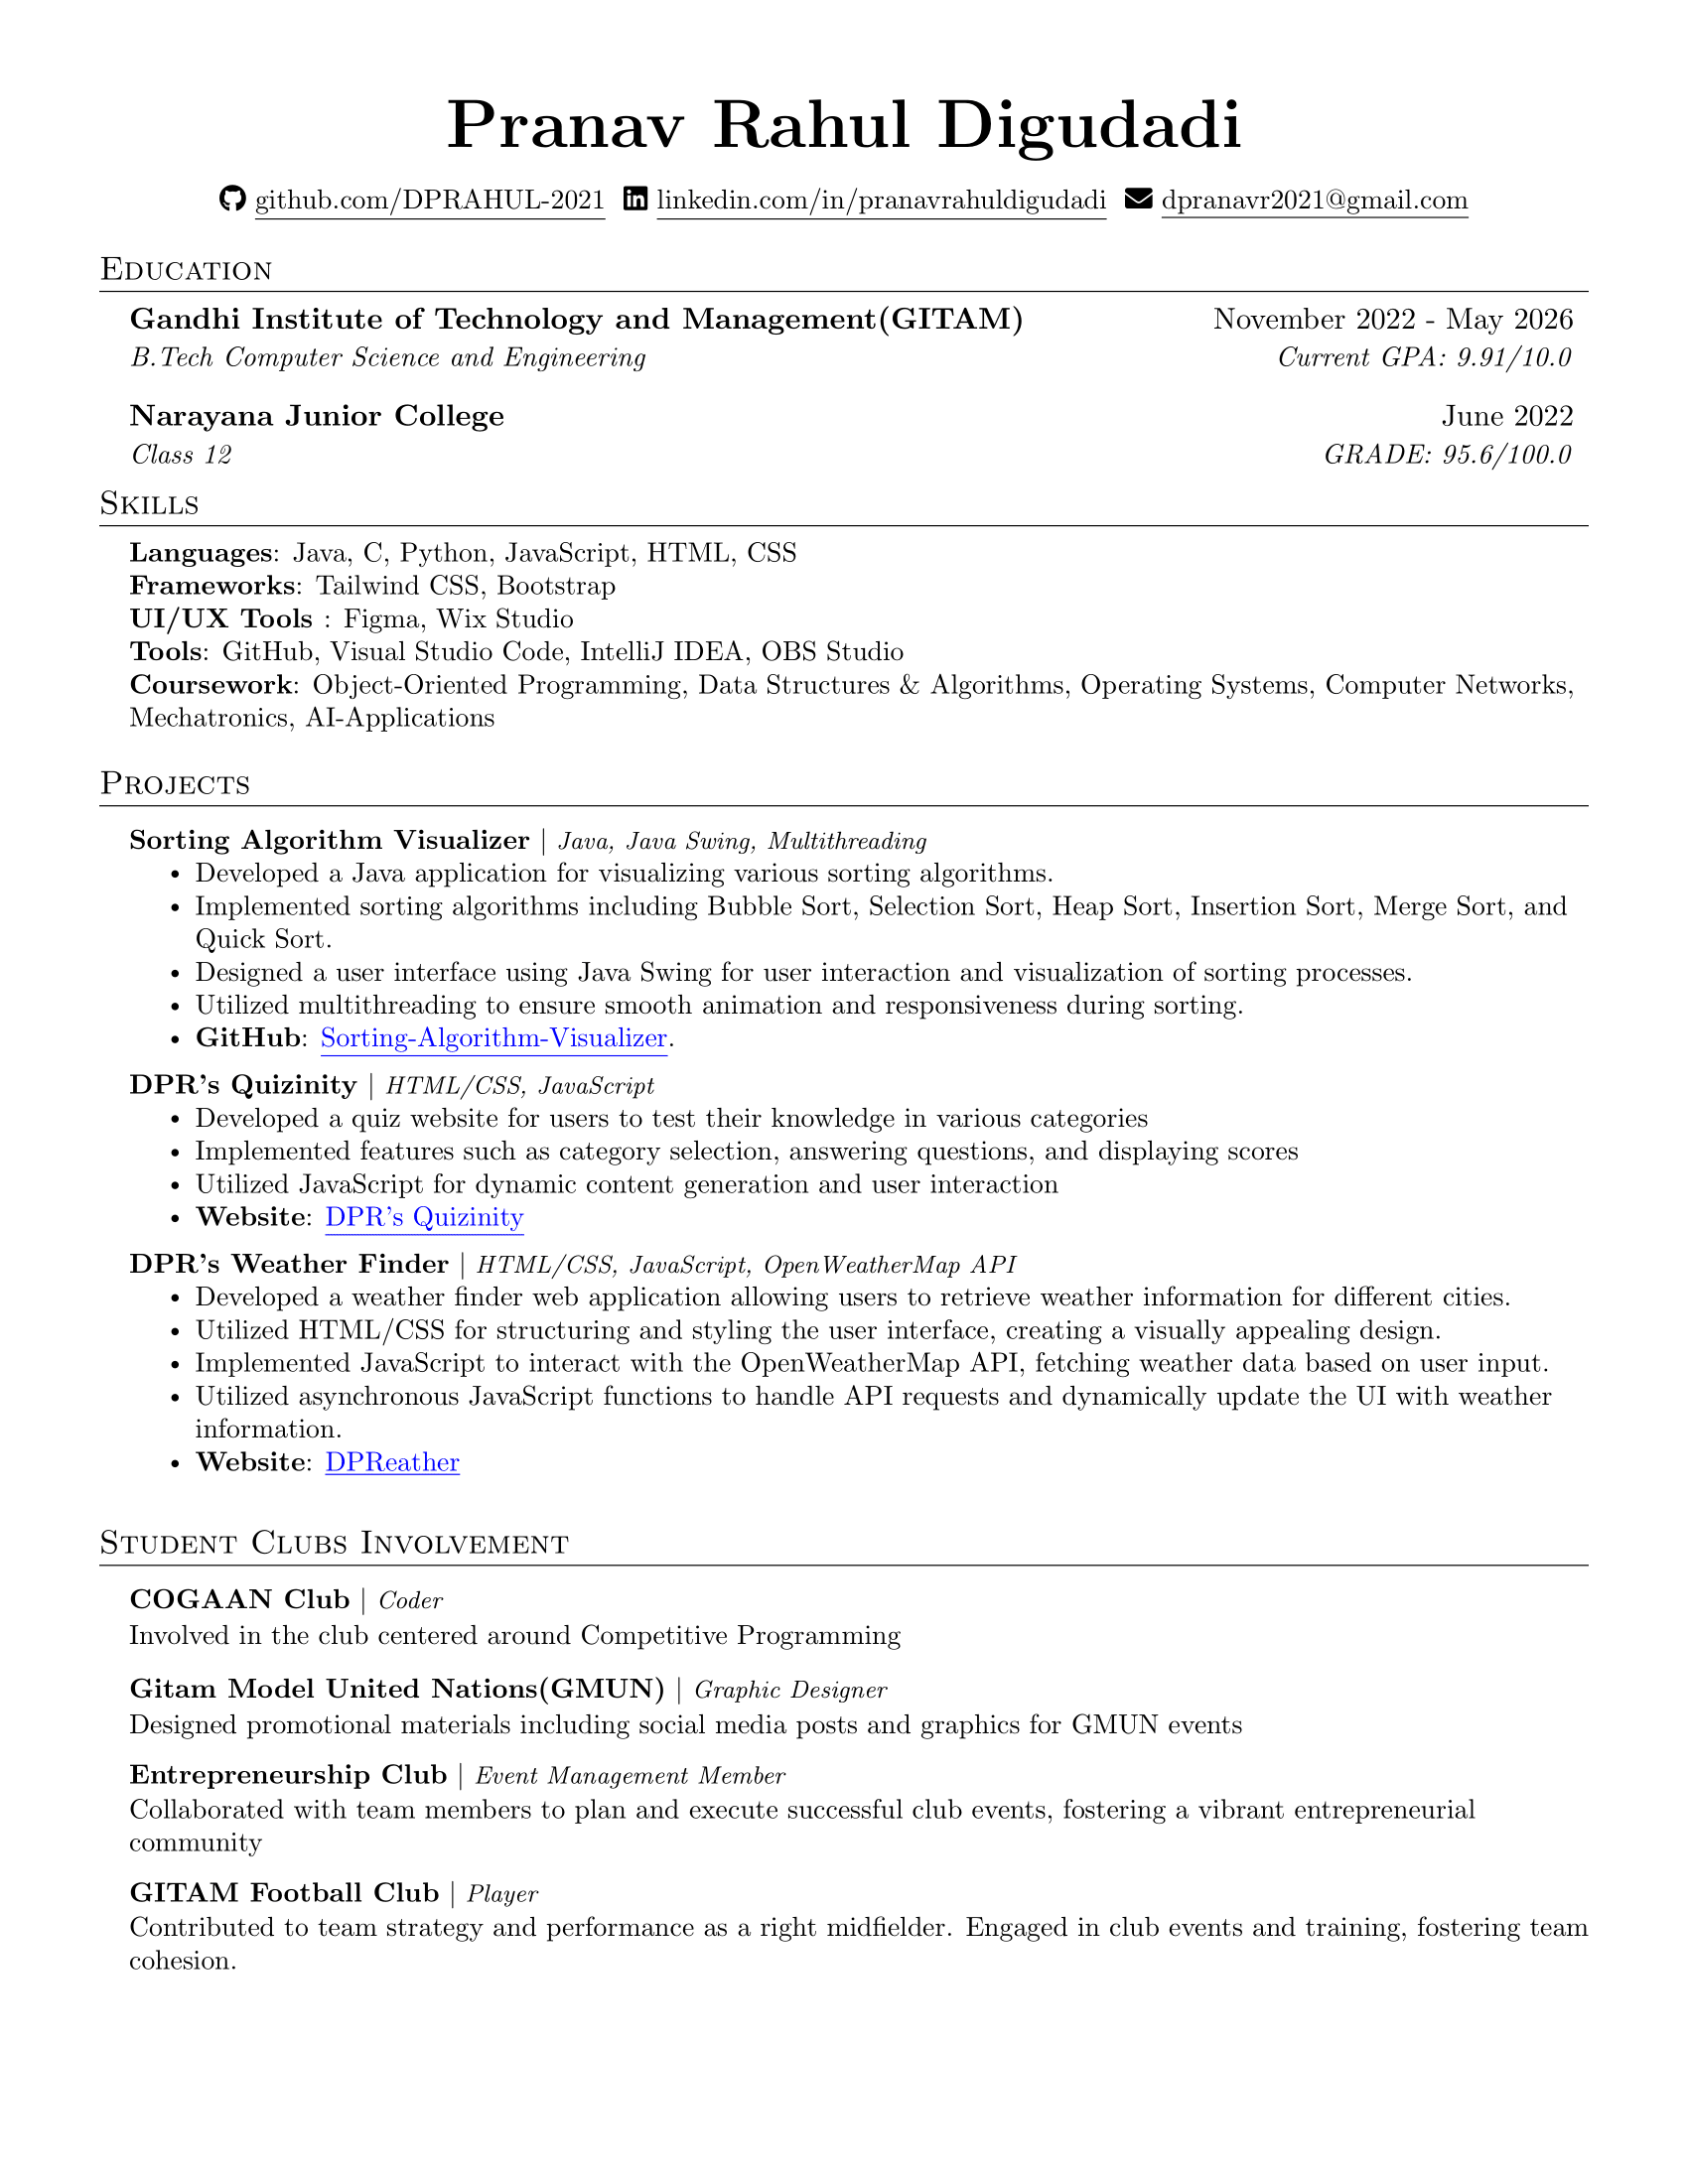 Pranav Rahul Digudadi
github.com/DPRAHUL-2021 linkedin.com/in/pranavrahuldigudadi dpranavr2021@gmail.com
Education
Gandhi Institute of Technology and Management(GITAM) November 2022 - May 2026
B.Tech Computer Science and Engineering Current GPA: 9.91/10.0
Narayana Junior College June 2022
Class 12 GRADE: 95.6/100.0
Skills
Languages: Java, C, Python, JavaScript, HTML, CSS
Frameworks: Tailwind CSS, Bootstrap
UI/UX Tools : Figma, Wix Studio
Tools: GitHub, Visual Studio Code, IntelliJ IDEA, OBS Studio
Coursework: Object-Oriented Programming, Data Structures & Algorithms, Operating Systems, Computer Networks,
Mechatronics, AI-Applications
Projects
Sorting Algorithm Visualizer | Java, Java Swing, Multithreading
• Developed a Java application for visualizing various sorting algorithms.
• Implemented sorting algorithms including Bubble Sort, Selection Sort, Heap Sort, Insertion Sort, Merge Sort, and
Quick Sort.
• Designed a user interface using Java Swing for user interaction and visualization of sorting processes.
• Utilized multithreading to ensure smooth animation and responsiveness during sorting.
• GitHub: Sorting-Algorithm-Visualizer.
DPR's Quizinity | HTML/CSS, JavaScript
• Developed a quiz website for users to test their knowledge in various categories
• Implemented features such as category selection, answering questions, and displaying scores
• Utilized JavaScript for dynamic content generation and user interaction
• Website: DPR's Quizinity
DPR's Weather Finder | HTML/CSS, JavaScript, OpenWeatherMap API
• Developed a weather finder web application allowing users to retrieve weather information for different cities.
• Utilized HTML/CSS for structuring and styling the user interface, creating a visually appealing design.
• Implemented JavaScript to interact with the OpenWeatherMap API, fetching weather data based on user input.
• Utilized asynchronous JavaScript functions to handle API requests and dynamically update the UI with weather
information.
• Website: DPReather
Student Clubs Involvement
COGAAN Club | Coder
Involved in the club centered around Competitive Programming
Gitam Model United Nations(GMUN) | Graphic Designer
Designed promotional materials including social media posts and graphics for GMUN events
Entrepreneurship Club | Event Management Member
Collaborated with team members to plan and execute successful club events, fostering a vibrant entrepreneurial
community
GITAM Football Club | Player
Contributed to team strategy and performance as a right midfielder. Engaged in club events and training, fostering team
cohesion.